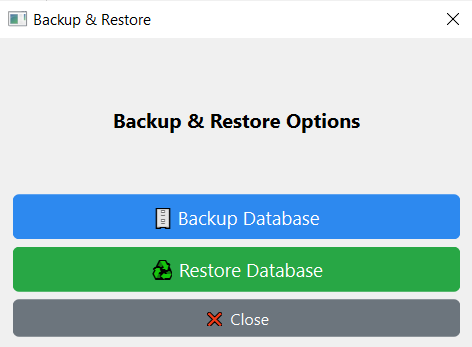 Backup & Restore
Backup & Restore Options
Backup Database
Restore Database
Close